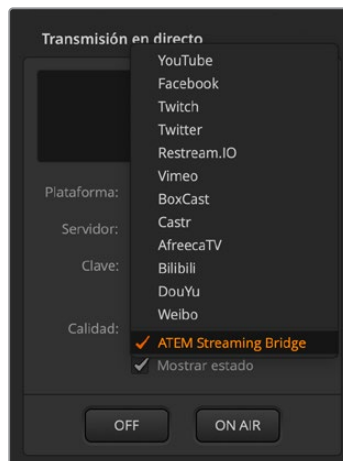 Transmisión en directo
YouTube
Facebook
Twitch
Twitter
Restream.IO
Vimeo
Plataforma:
BoxCast
Castr
Servidor:
AfreecaTV
Clave:
Bilibili
DouYu
Weibo
Calidad:
✓ ATEM Streaming Bridge
✓ Mostrar estado
OFF
ON AIR